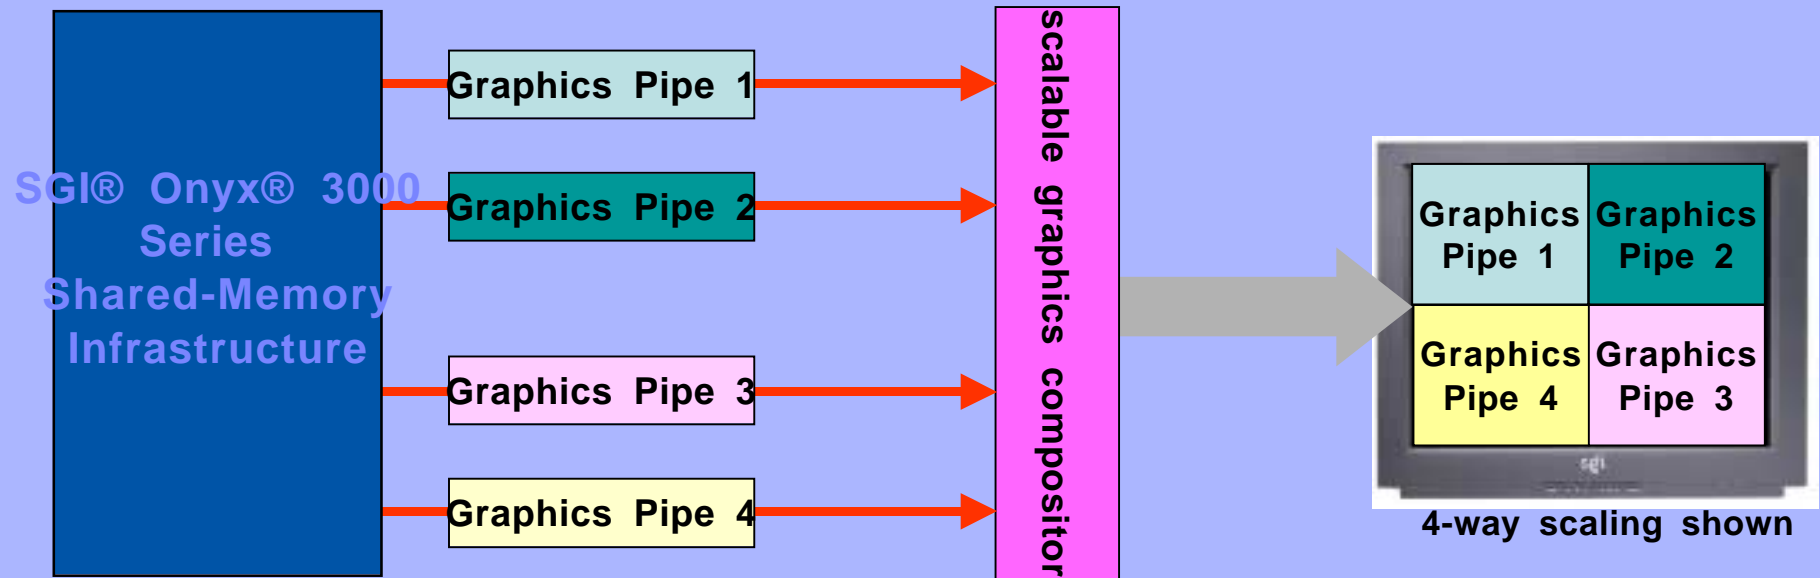 SGI® Onyx® 3000
Series
Shared-Memory
Infrastructure
Graphics Pipe 1
Graphics Pipe 2
Graphics Pipe 3
Graphics Pipe 4
scalable graphics compositor
Graphics
Pipe 1
Graphics
Pipe 2
Graphics
Pipe 4
Graphics
Pipe 3
sgi
4-way scaling shown